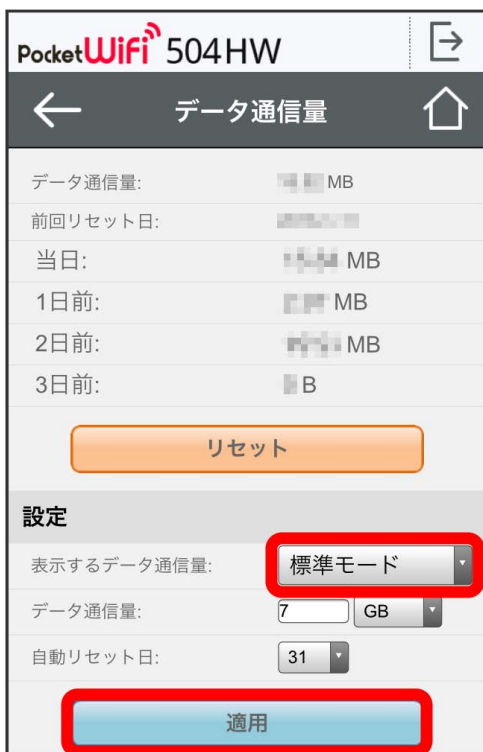 PocketWiFi 504HW
データ通信量
データ通信量: MB
前回リセット日:
当日: MB
1日前: MB
2日前: MB
3日前: B
リセット
設定
表示するデータ通信量: 標準モード
データ通信量: 7 GB
自動リセット日: 31
適用